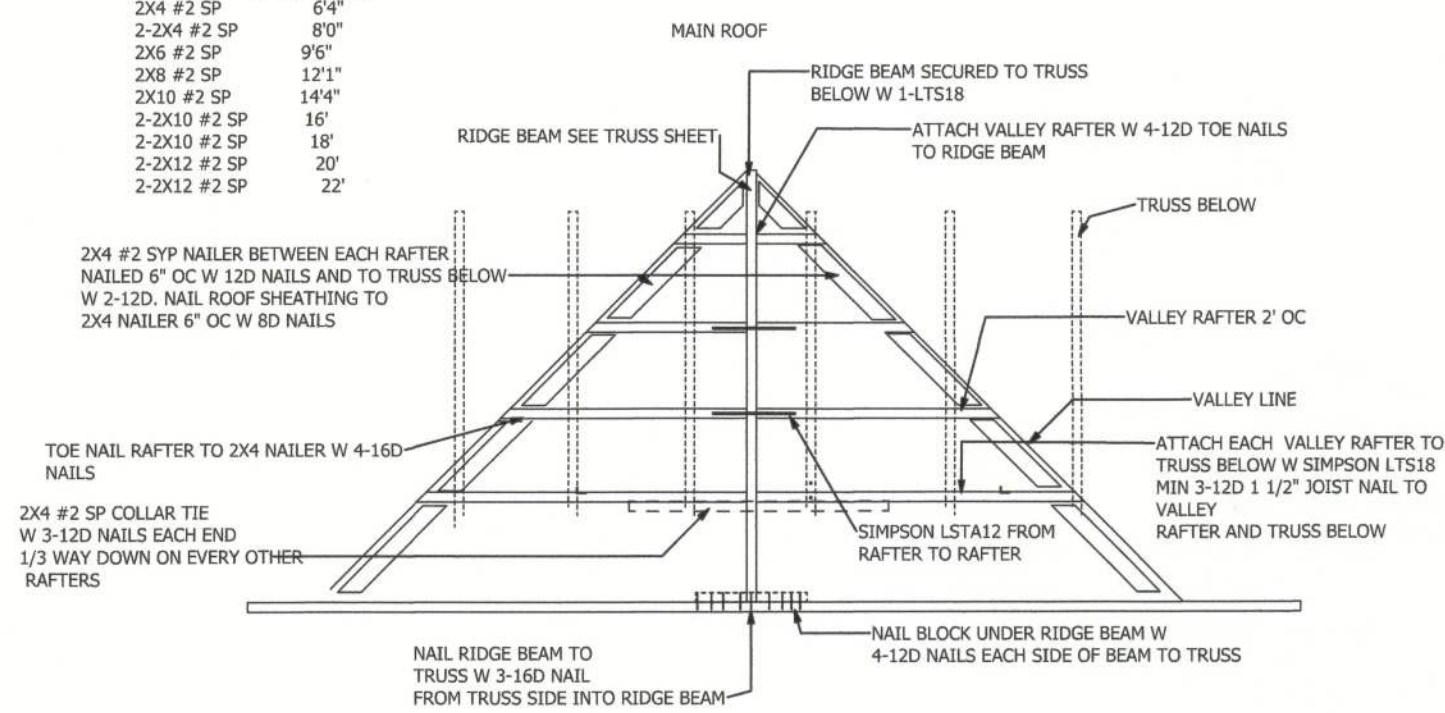 2X4 #2 SP 6'4"
2-2X4 #2 SP 8'0"
2X6 #2 SP 9'6"
2X8 #2 SP 12'1"
2X10 #2 SP 14'4"
2-2X10 #2 SP 16'
2-2X10 #2 SP 18'
2-2X12 #2 SP 20'
2-2X12 #2 SP 22'
MAIN ROOF
RIDGE BEAM SECURED TO TRUSS
BELOW W 1-LTS18
RIDGE BEAM SEE TRUSS SHEET
ATTACH VALLEY RAFTER W 4-12D TOE NAILS
TO RIDGE BEAM
TRUSS BELOW
2X4 #2 SYP NAILER BETWEEN EACH RAFTER
NAILED 6" OC W 12D NAILS AND TO TRUSS BELOW
W 2-12D. NAIL ROOF SHEATHING TO
2X4 NAILER 6" OC W 8D NAILS
VALLEY RAFTER 2' OC
VALLEY LINE
TOE NAIL RAFTER TO 2X4 NAILER W 4-16D
NAILS
ATTACH EACH VALLEY RAFTER TO
TRUSS BELOW W SIMPSON LTS18
MIN 3-12D 1 1/2" JOIST NAIL TO
VALLEY
RAFTER AND TRUSS BELOW
2X4 #2 SP COLLAR TIE
W 3-12D NAILS EACH END
1/3 WAY DOWN ON EVERY OTHER
RAFTERS
SIMPSON LSTA12 FROM
RAFTER TO RAFTER
NAIL BLOCK UNDER RIDGE BEAM W
4-12D NAILS EACH SIDE OF BEAM TO TRUSS
NAIL RIDGE BEAM TO
TRUSS W 3-16D NAIL
FROM TRUSS SIDE INTO RIDGE BEAM